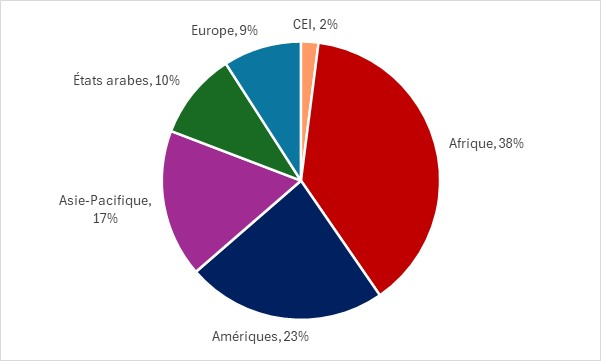 CEI, 2%
Europe, 9%
États arabes, 10%
Afrique, 38%
Asie-Pacifique,
17%
Amériques, 23%